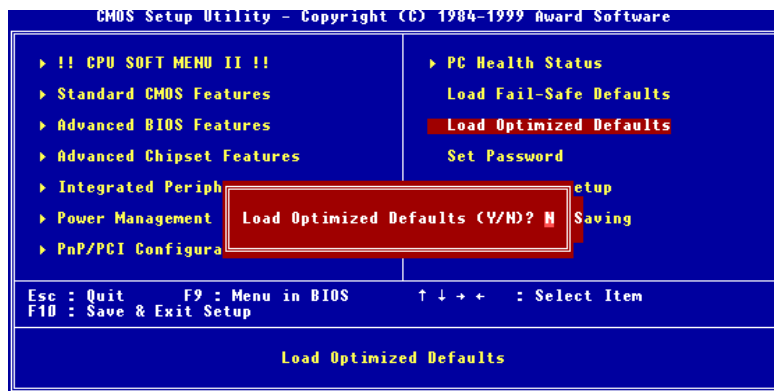 CMOS Setup Utility - Copyright (C) 1984-1999 Award Software
▸ !! CPU SOFT MENU II !!
▸ Standard CMOS Features
▸ Advanced BIOS Features
▸ Advanced Chipset Features
▸ Integrated Periph
▸ Power Management
▸ PnP/PCI Configura
▸ PC Health Status
Load Fail-Safe Defaults
Load Optimized Defaults
Set Password
etup
Saving
Load Optimized Defaults (Y/N)? N
Esc : Quit F9 : Menu in BIOS ↑ ↓ → ← : Select Item
F10 : Save & Exit Setup
Load Optimized Defaults